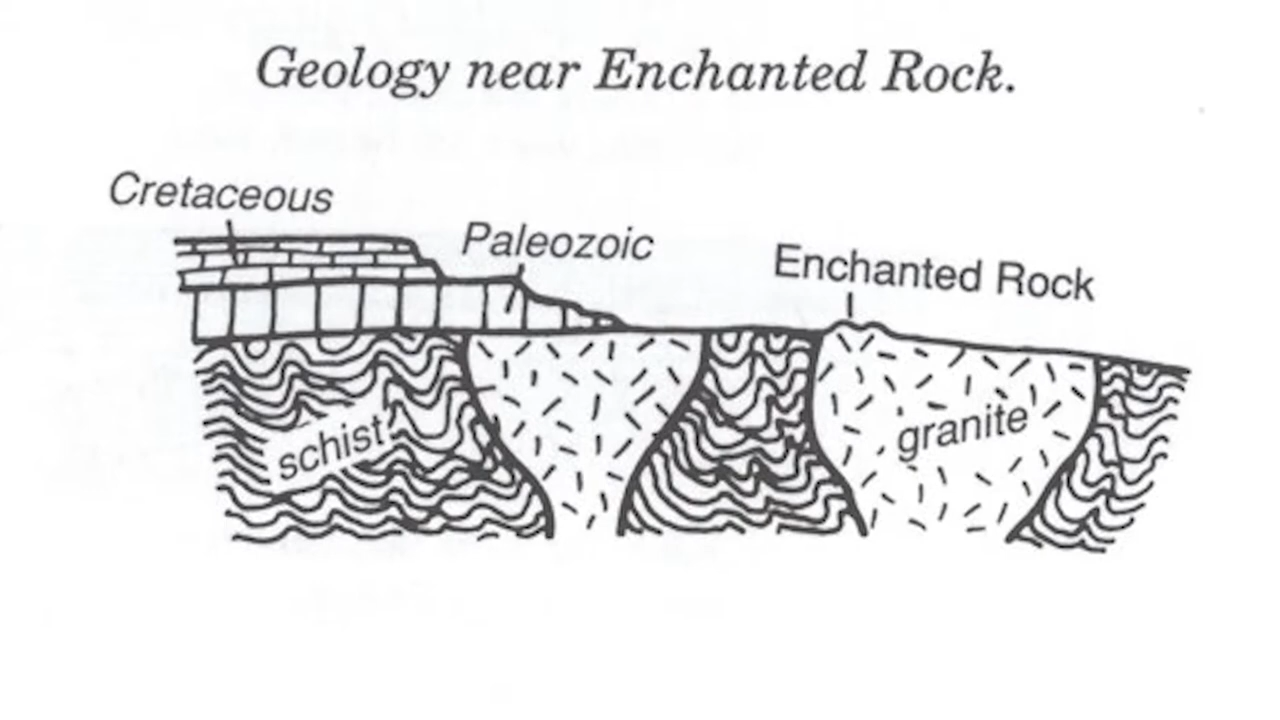 Geology near Enchanted Rock.
Cretaceous
Paleozoic
Enchanted Rock
schist
granite